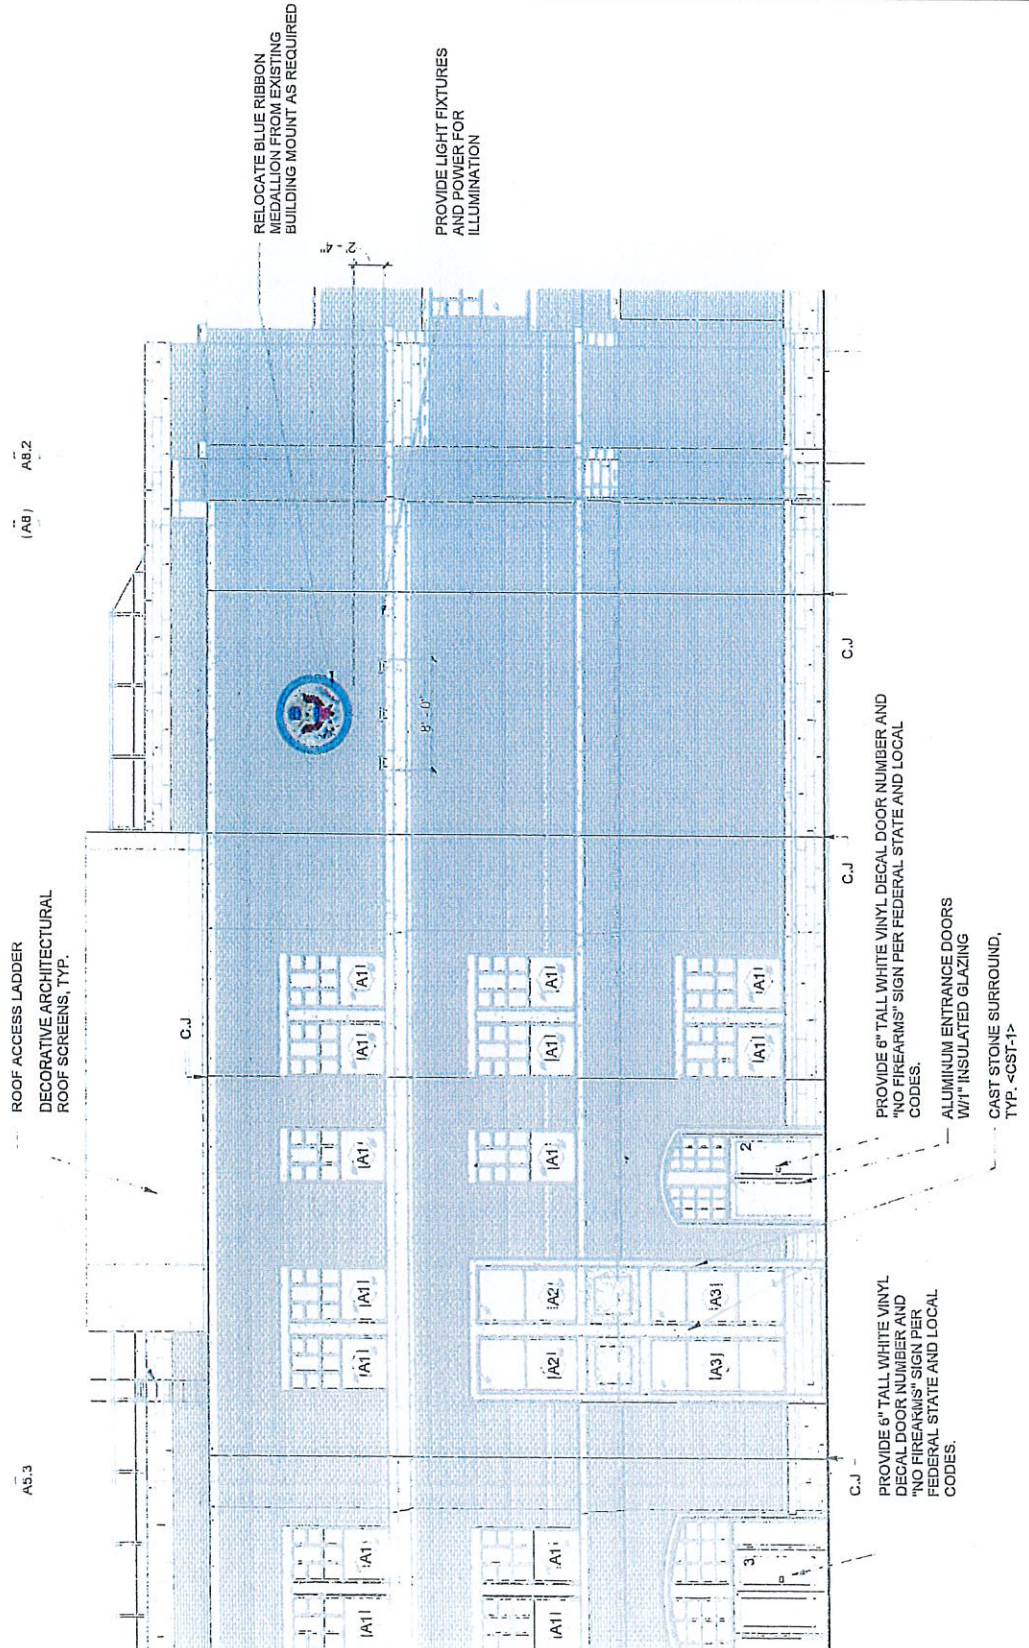 A5.3
(A8)
A8.2
ROOF ACCESS LADDER
DECORATIVE ARCHITECTURAL
ROOF SCREENS, TYP.
RELOCATE BLUE RIBBON
MEDALLION FROM EXISTING
BUILDING MOUNT AS REQUIRED
2' - 4"
PROVIDE LIGHT FIXTURES
AND POWER FOR
ILLUMINATION
C.J
1
8' - 0"
A1
A1
A1
A1
A1
A1
A1
A1
A1
A1
A1
A1
A1
A1
A2
A2
A1
A1
A3
A3
3
2
C.J
C.J
C.J
PROVIDE 6" TALL WHITE VINYL
DECAL DOOR NUMBER AND
"NO FIREARMS" SIGN PER
FEDERAL STATE AND LOCAL
CODES.
PROVIDE 6" TALL WHITE VINYL DECAL DOOR NUMBER AND
"NO FIREARMS" SIGN PER FEDERAL STATE AND LOCAL
CODES.
ALUMINUM ENTRANCE DOORS
W/1" INSULATED GLAZING
CAST STONE SURROUND,
TYP. <CST-1>